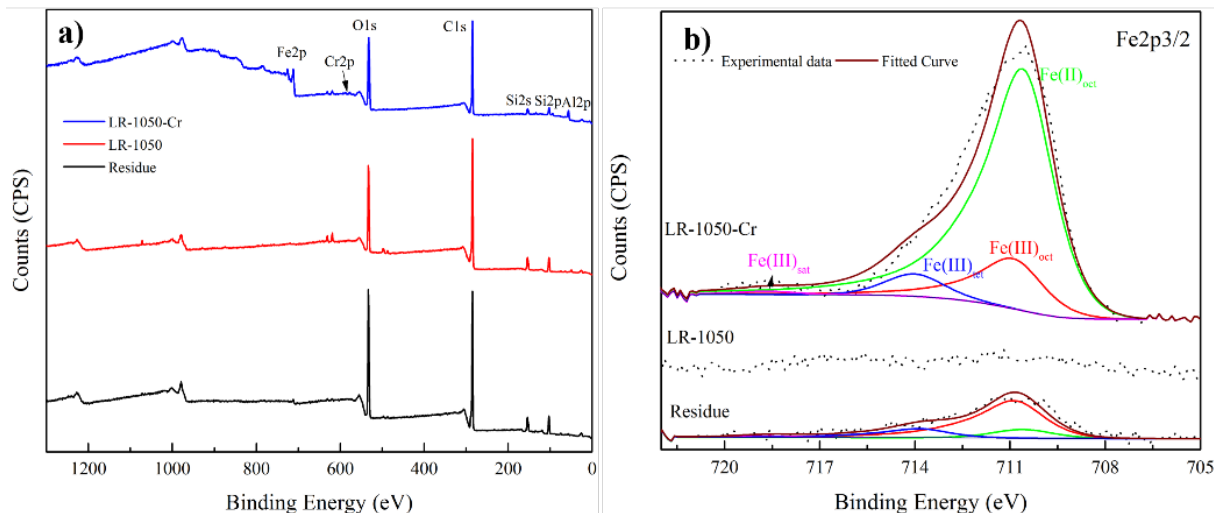 a)
O1s
C1s
Fe2p
Cr2p
Si2s
Si2p
Al2p
LR-1050-Cr
LR-1050
Residue
Counts (CPS)
1200
1000
800
600
400
200
0
Binding Energy (eV)
b)
Fe2p3/2
Experimental data
Fitted Curve
Fe(II)oct
LR-1050-Cr
Fe(III)sat
Fe(III)tet
Fe(III)oct
LR-1050
Residue
Counts (CPS)
720
717
714
711
708
705
Binding Energy (eV)